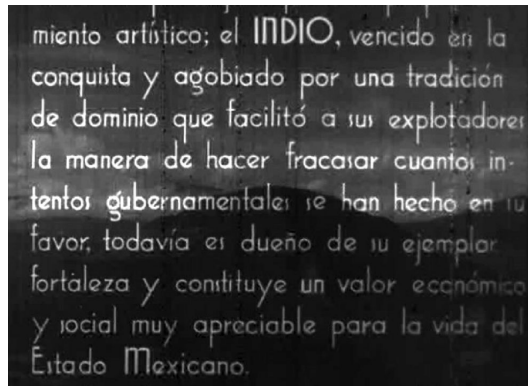 miento artístico; el INDIO, vencido en la
conquista y agobiado por una tradición
de dominio que facilitó a sus explotadores
la manera de hacer fracasar cuantos in-
tentos gubernamentales se han hecho en su
favor, todavía es dueño de su ejemplar
fortaleza y constituye un valor económico
y social muy apreciable para la vida del
Estado Mexicano.